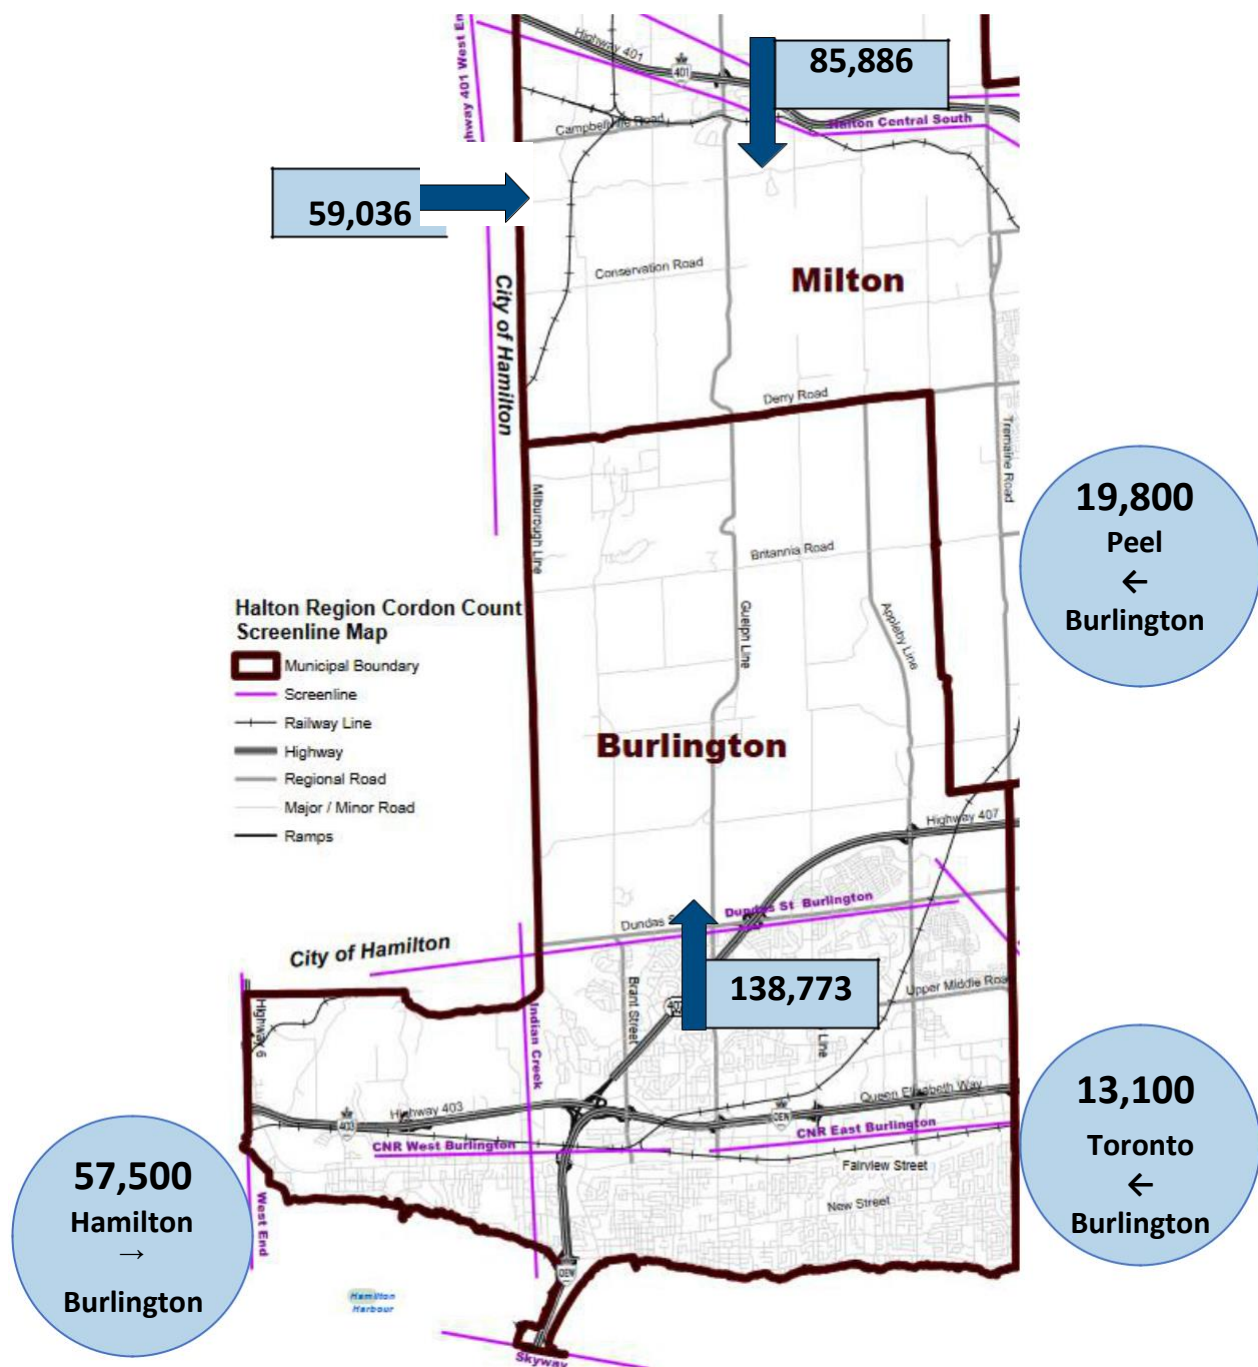 Highway 401 West En
Highway 401
401
85,886
Halton Central South
Campbellville Road
59,036
Conservation Road
Milton
City of Hamilton
Derry Road
Tremaine Road
19,800
Peel
←
Burlington
Milburough Line
Britannia Road
Guelph Line
Appleby Line
Halton Region Cordon Count
Screenline Map
Municipal Boundary
Screenline
Railway Line
Highway
Regional Road
Major / Minor Road
Ramps
Burlington
Highway 407
Dundas St Burlington
Dundas S
City of Hamilton
138,773
Brant Street
Upper Middle Road
Line
Highway 6
Indian Creek
Queen Elizabeth Way
Highway 403
403
QEW
CNR West Burlington
CNR East Burlington
Fairview Street
New Street
13,100
Toronto
←
Burlington
57,500
Hamilton
→
Burlington
West End
QEW
Hamilton
Harbour
Skyway